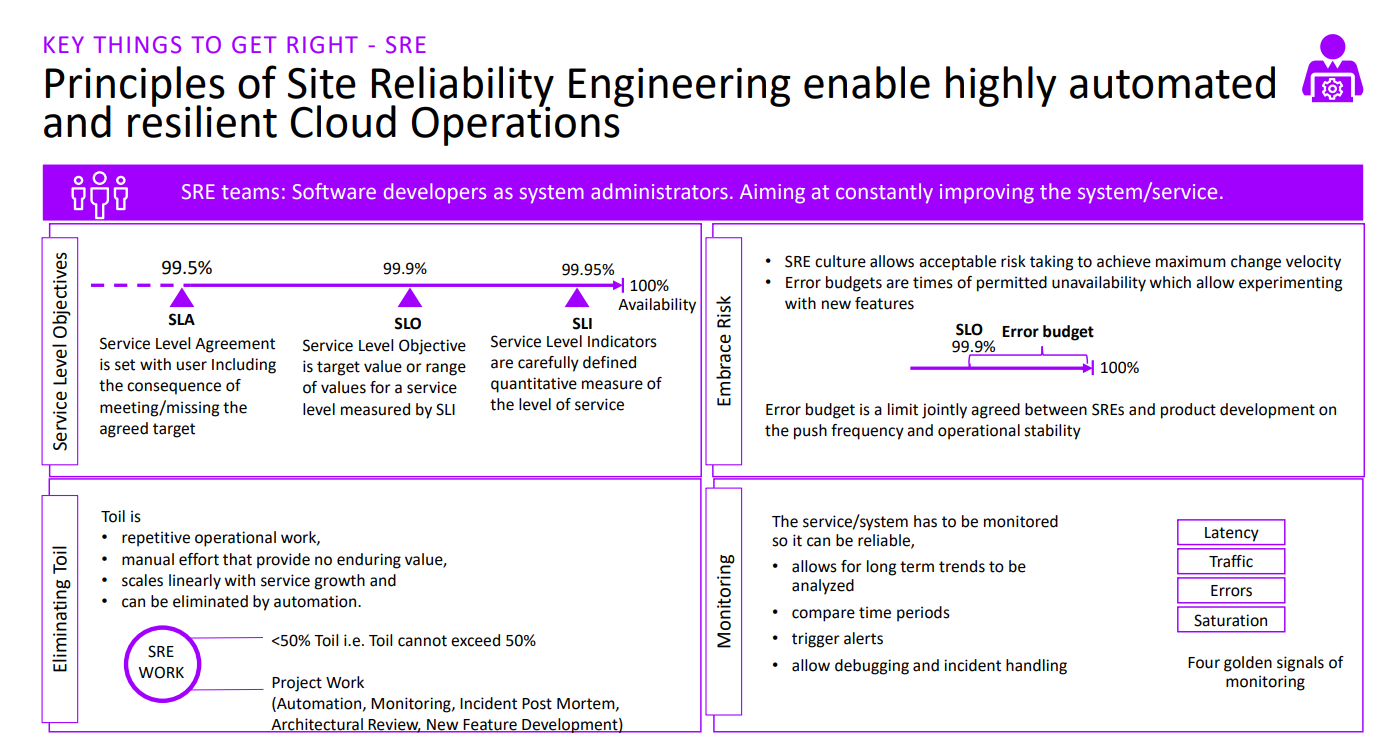 KEY THINGS TO GET RIGHT - SRE
Principles of Site Reliability Engineering enable highly automated
and resilient Cloud Operations
SRE teams: Software developers as system administrators. Aiming at constantly improving the system/service.
Service Level Objectives
99.5%
99.9%
99.95%
100%
Availability
SLA
Service Level Agreement
is set with user Including
the consequence of
meeting/missing the
agreed target
SLO
Service Level Objective
is target value or range
of values for a service
level measured by SLI
SLI
Service Level Indicators
are carefully defined
quantitative measure of
the level of service
Embrace Risk
• SRE culture allows acceptable risk taking to achieve maximum change velocity
• Error budgets are times of permitted unavailability which allow experimenting
with new features
SLO
99.9%
Error budget
100%
Error budget is a limit jointly agreed between SREs and product development on
the push frequency and operational stability
Eliminating Toil
Toil is
• repetitive operational work,
• manual effort that provide no enduring value,
• scales linearly with service growth and
• can be eliminated by automation.
SRE
WORK
<50% Toil i.e. Toil cannot exceed 50%
Project Work
(Automation, Monitoring, Incident Post Mortem,
Architectural Review, New Feature Development)
Monitoring
The service/system has to be monitored
so it can be reliable,
• allows for long term trends to be
analyzed
• compare time periods
• trigger alerts
• allow debugging and incident handling
Latency
Traffic
Errors
Saturation
Four golden signals of
monitoring